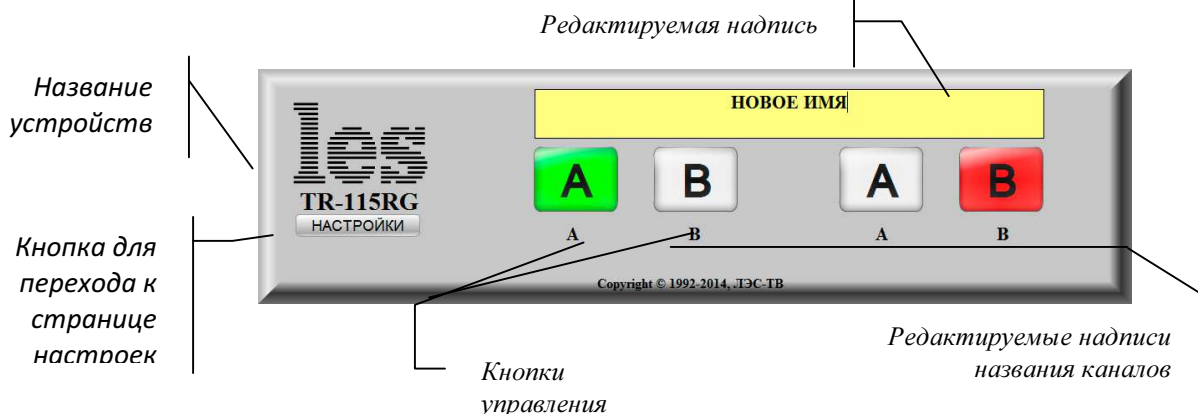 Редактируемая надпись
Название
устройств
НОВОЕ ИМЯ
les
TR-115RG
НАСТРОЙКИ
A
B
A
B
A
B
A
B
Кнопка для
перехода к
странице
настроек
Copyright © 1992-2014, ЛЭС-ТВ
Редактируемые надписи
названия каналов
Кнопки
управления